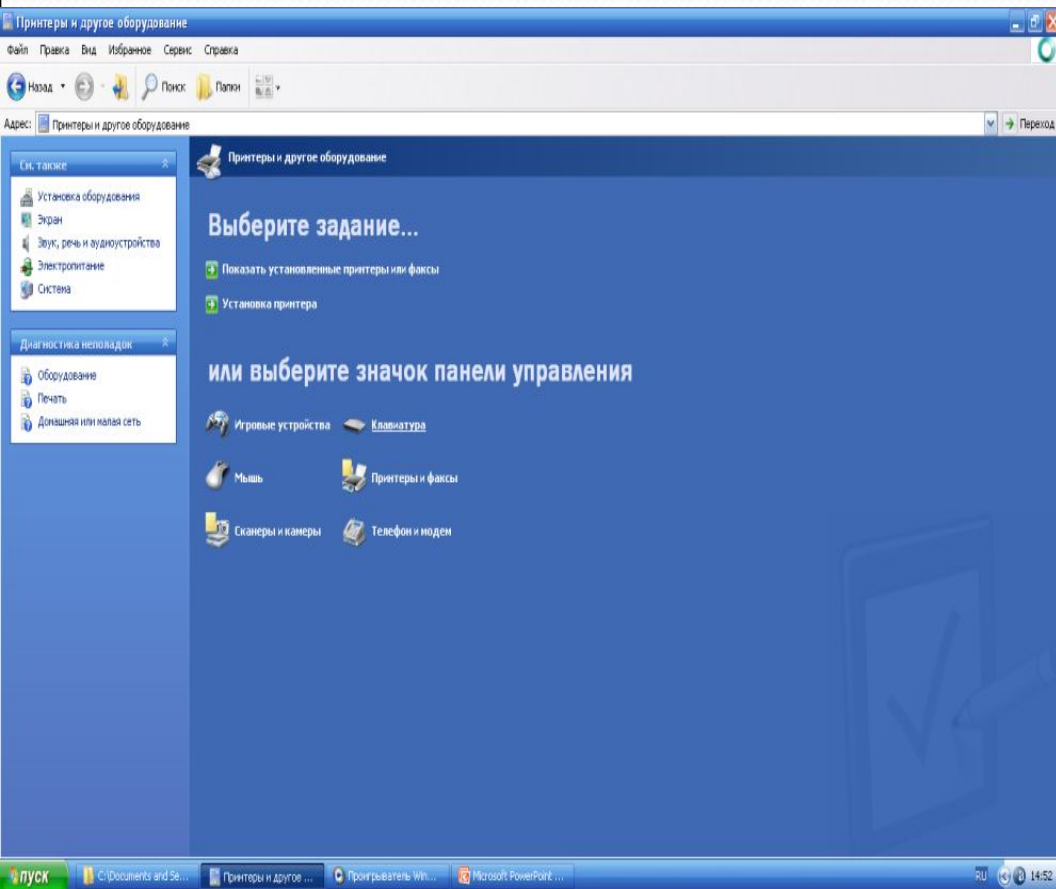 Принтеры и другое оборудование
Файл Правка Вид Избранное Сервис Справка
Назад Поиск Папки
Адрес: Принтеры и другое оборудование Переход
См. также
Установка оборудования
Экран
Звук, речь и аудиоустройства
Электропитание
Система
Диагностика неполадок
Оборудование
Печать
Домашняя или малая сеть
Принтеры и другое оборудование
Выберите задание...
Показать установленные принтеры или факсы
Установка принтера
или выберите значок панели управления
Игровые устройства Клавиатура
Мышь Принтеры и факсы
Сканеры и камеры Телефон и модем
пуск C:\Documents and Se... Принтеры и другое ... Проигрыватель Win... Microsoft PowerPoint ... RU 14:52